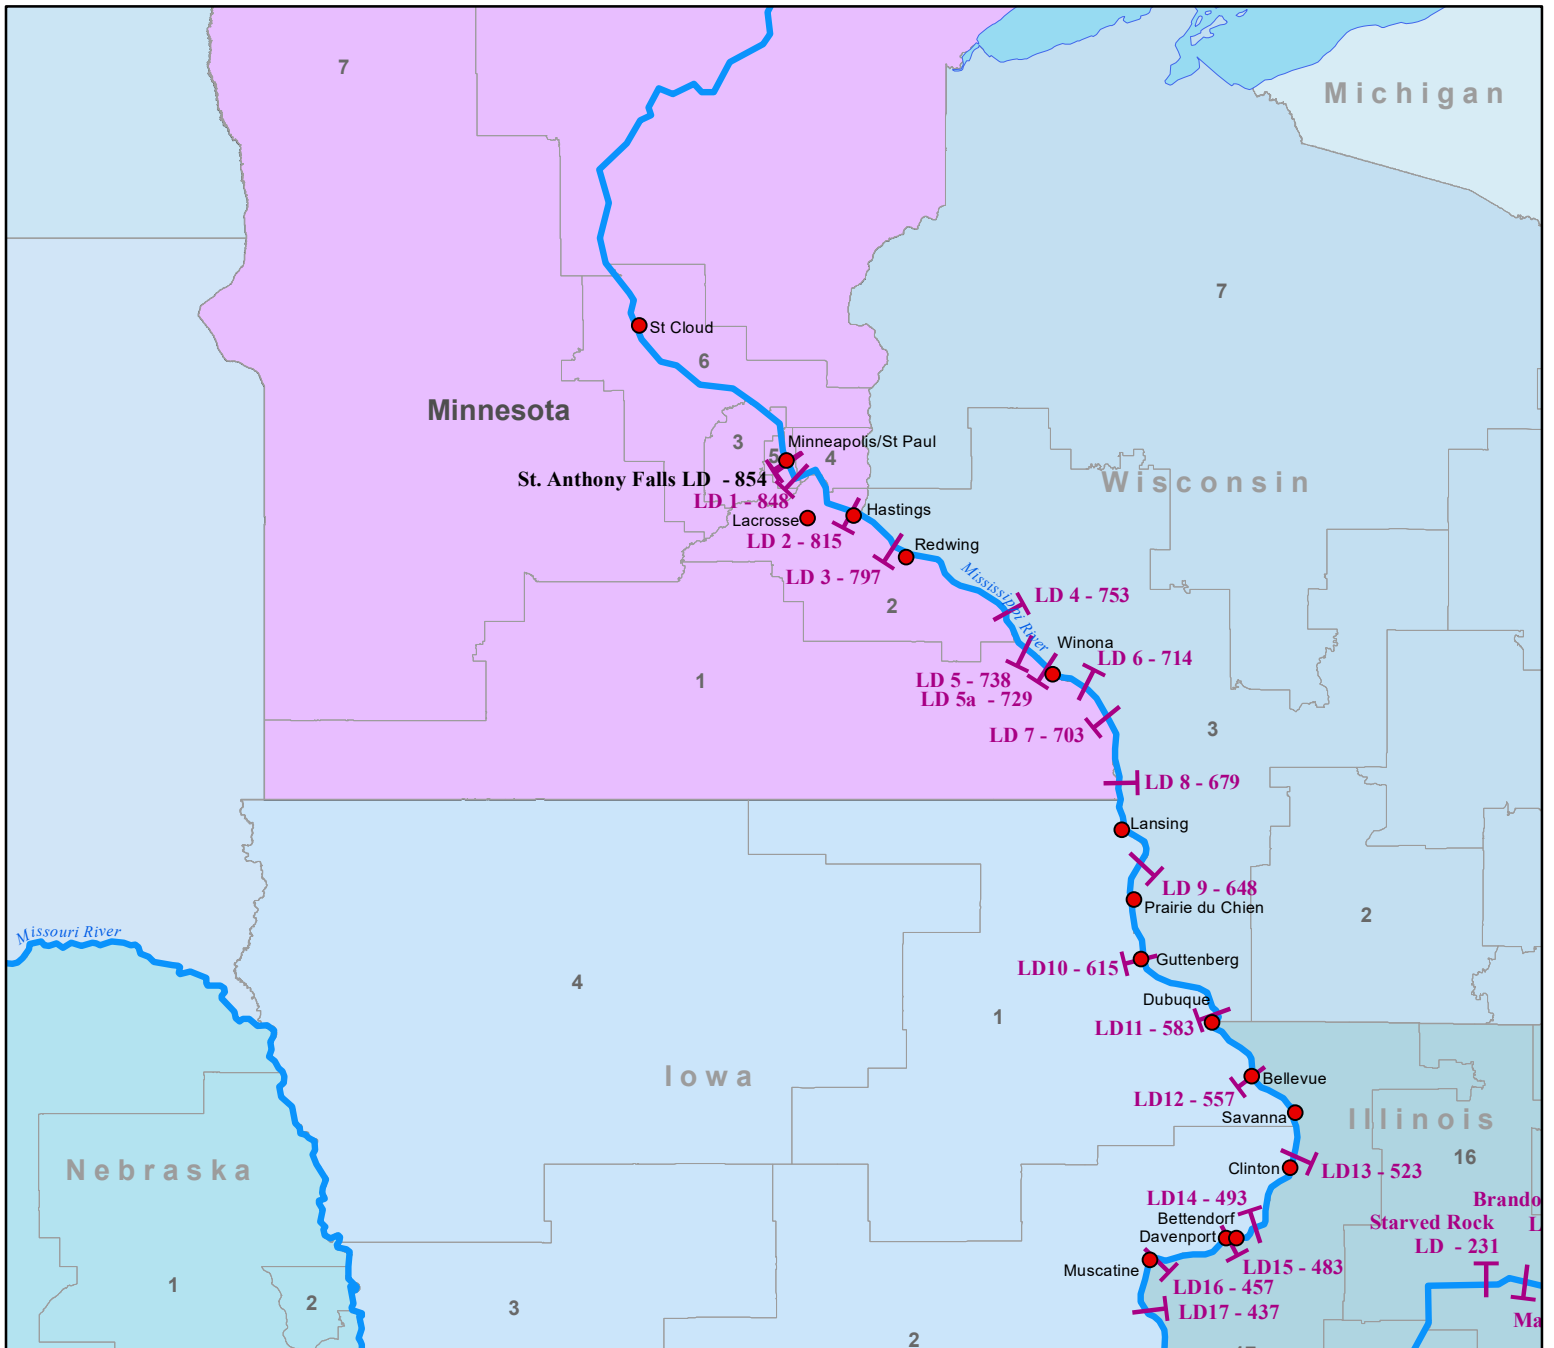 7
Michigan
7
St Cloud
6
Minnesota
3
Minneapolis/St Paul
5
4
St. Anthony Falls LD - 854
Wisconsin
LD 1 - 848
Lacrosse
Hastings
LD 2 - 815
Redwing
LD 3 - 797
Mississippi River
2
LD 4 - 753
Winona
LD 6 - 714
1
LD 5 - 738
LD 5a - 729
LD 7 - 703
3
LD 8 - 679
Lansing
LD 9 - 648
Prairie du Chien
2
Missouri River
Guttenberg
LD10 - 615
4
Dubuque
1
LD11 - 583
Iowa
Bellevue
LD12 - 557
Savanna
Illinois
16
Nebraska
Clinton
LD13 - 523
LD14 - 493
Brando
Bettendorf
Starved Rock
L
Davenport
LD - 231
Muscatine
LD15 - 483
1
LD16 - 457
2
3
LD17 - 437
Ma
2